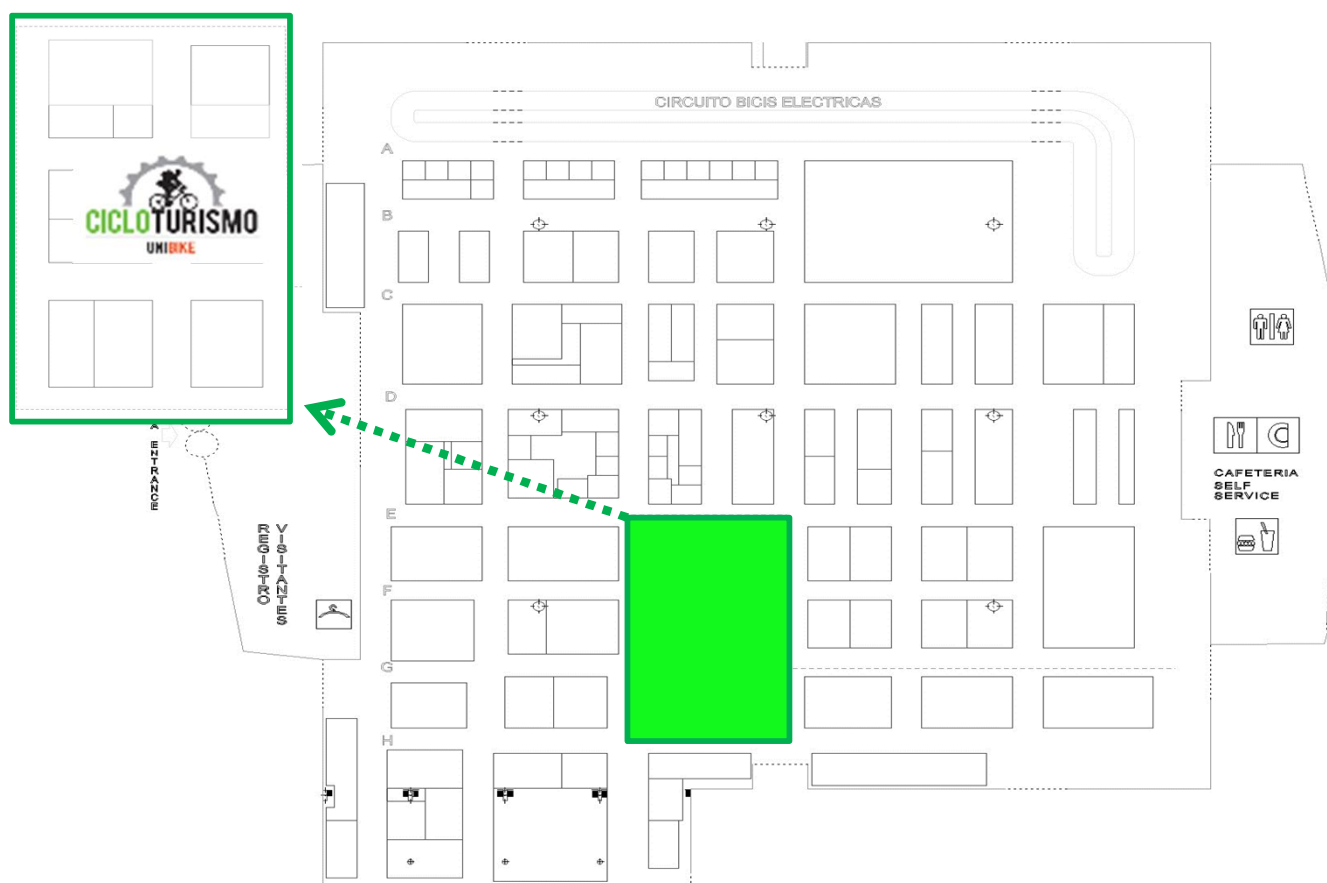 CIRCUITO BICIS ELECTRICAS
A
B
CICLOTURISMO
UNIBIKE
C
D
A ENTRANCE
CAFETERIA
SELF
SERVICE
E
REGISTRO
VISITANTES
F
G
H